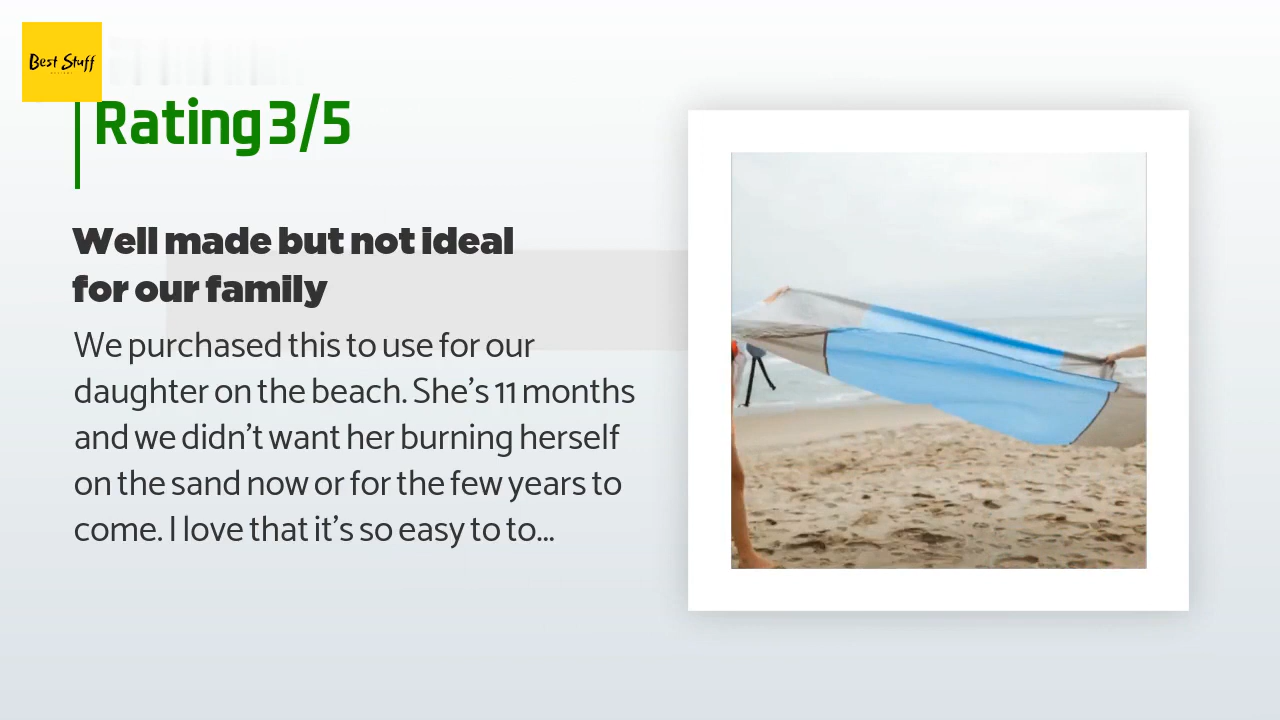 Best Stuff
Rating 3/5
Well made but not ideal
for our family
We purchased this to use for our
daughter on the beach. She's 11 months
and we didn't want her burning herself
on the sand now or for the few years to
come. I love that it's so easy to to...